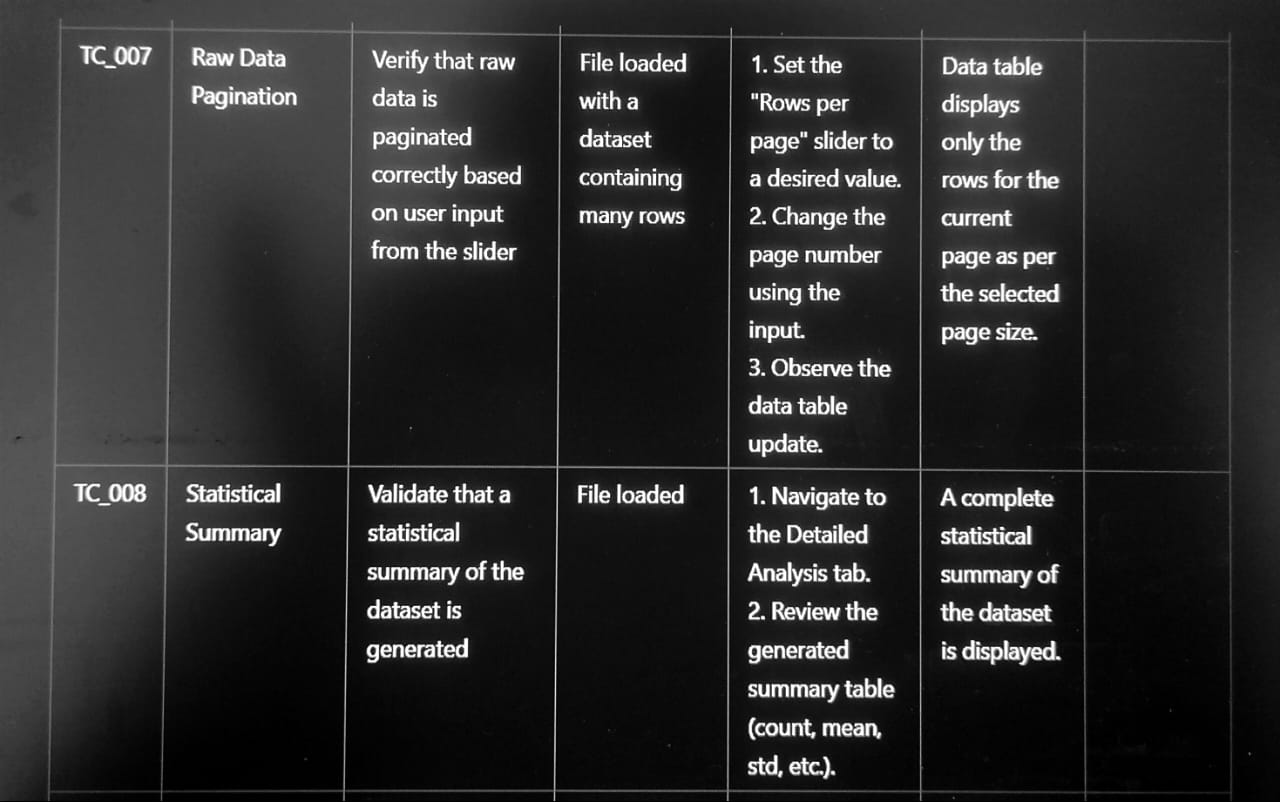 TC_007
Raw Data
Pagination
Verify that raw
data is
paginated
correctly based
on user input
from the slider
File loaded
with a
dataset
containing
many rows
1. Set the
"Rows per
page" slider to
a desired value.
2. Change the
page number
using the
input.
3. Observe the
data table
update.
Data table
displays
only the
rows for the
current
page as per
the selected
page size.
TC_008
Statistical
Summary
Validate that a
statistical
summary of the
dataset is
generated
File loaded
1. Navigate to
the Detailed
Analysis tab.
2. Review the
generated
summary table
(count, mean,
std, etc.).
A complete
statistical
summary of
the dataset
is displayed.